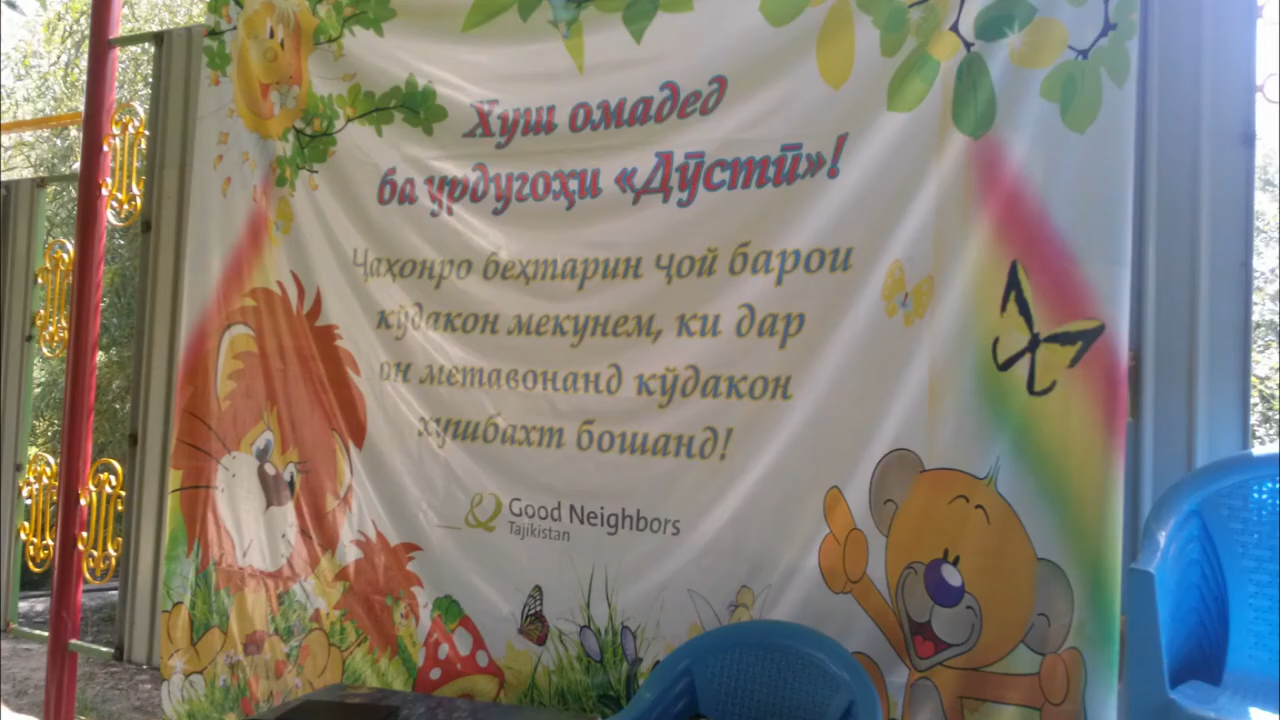 Хуш омадед
ба урдугоҳи «Дӯстӣ»!
Ҷаҳонро беҳтарин ҷой барои
кӯдакон мекунем, ки дар
он метавонанд кӯдакон
хушбахт бошанд!
Good Neighbors
Tajikistan